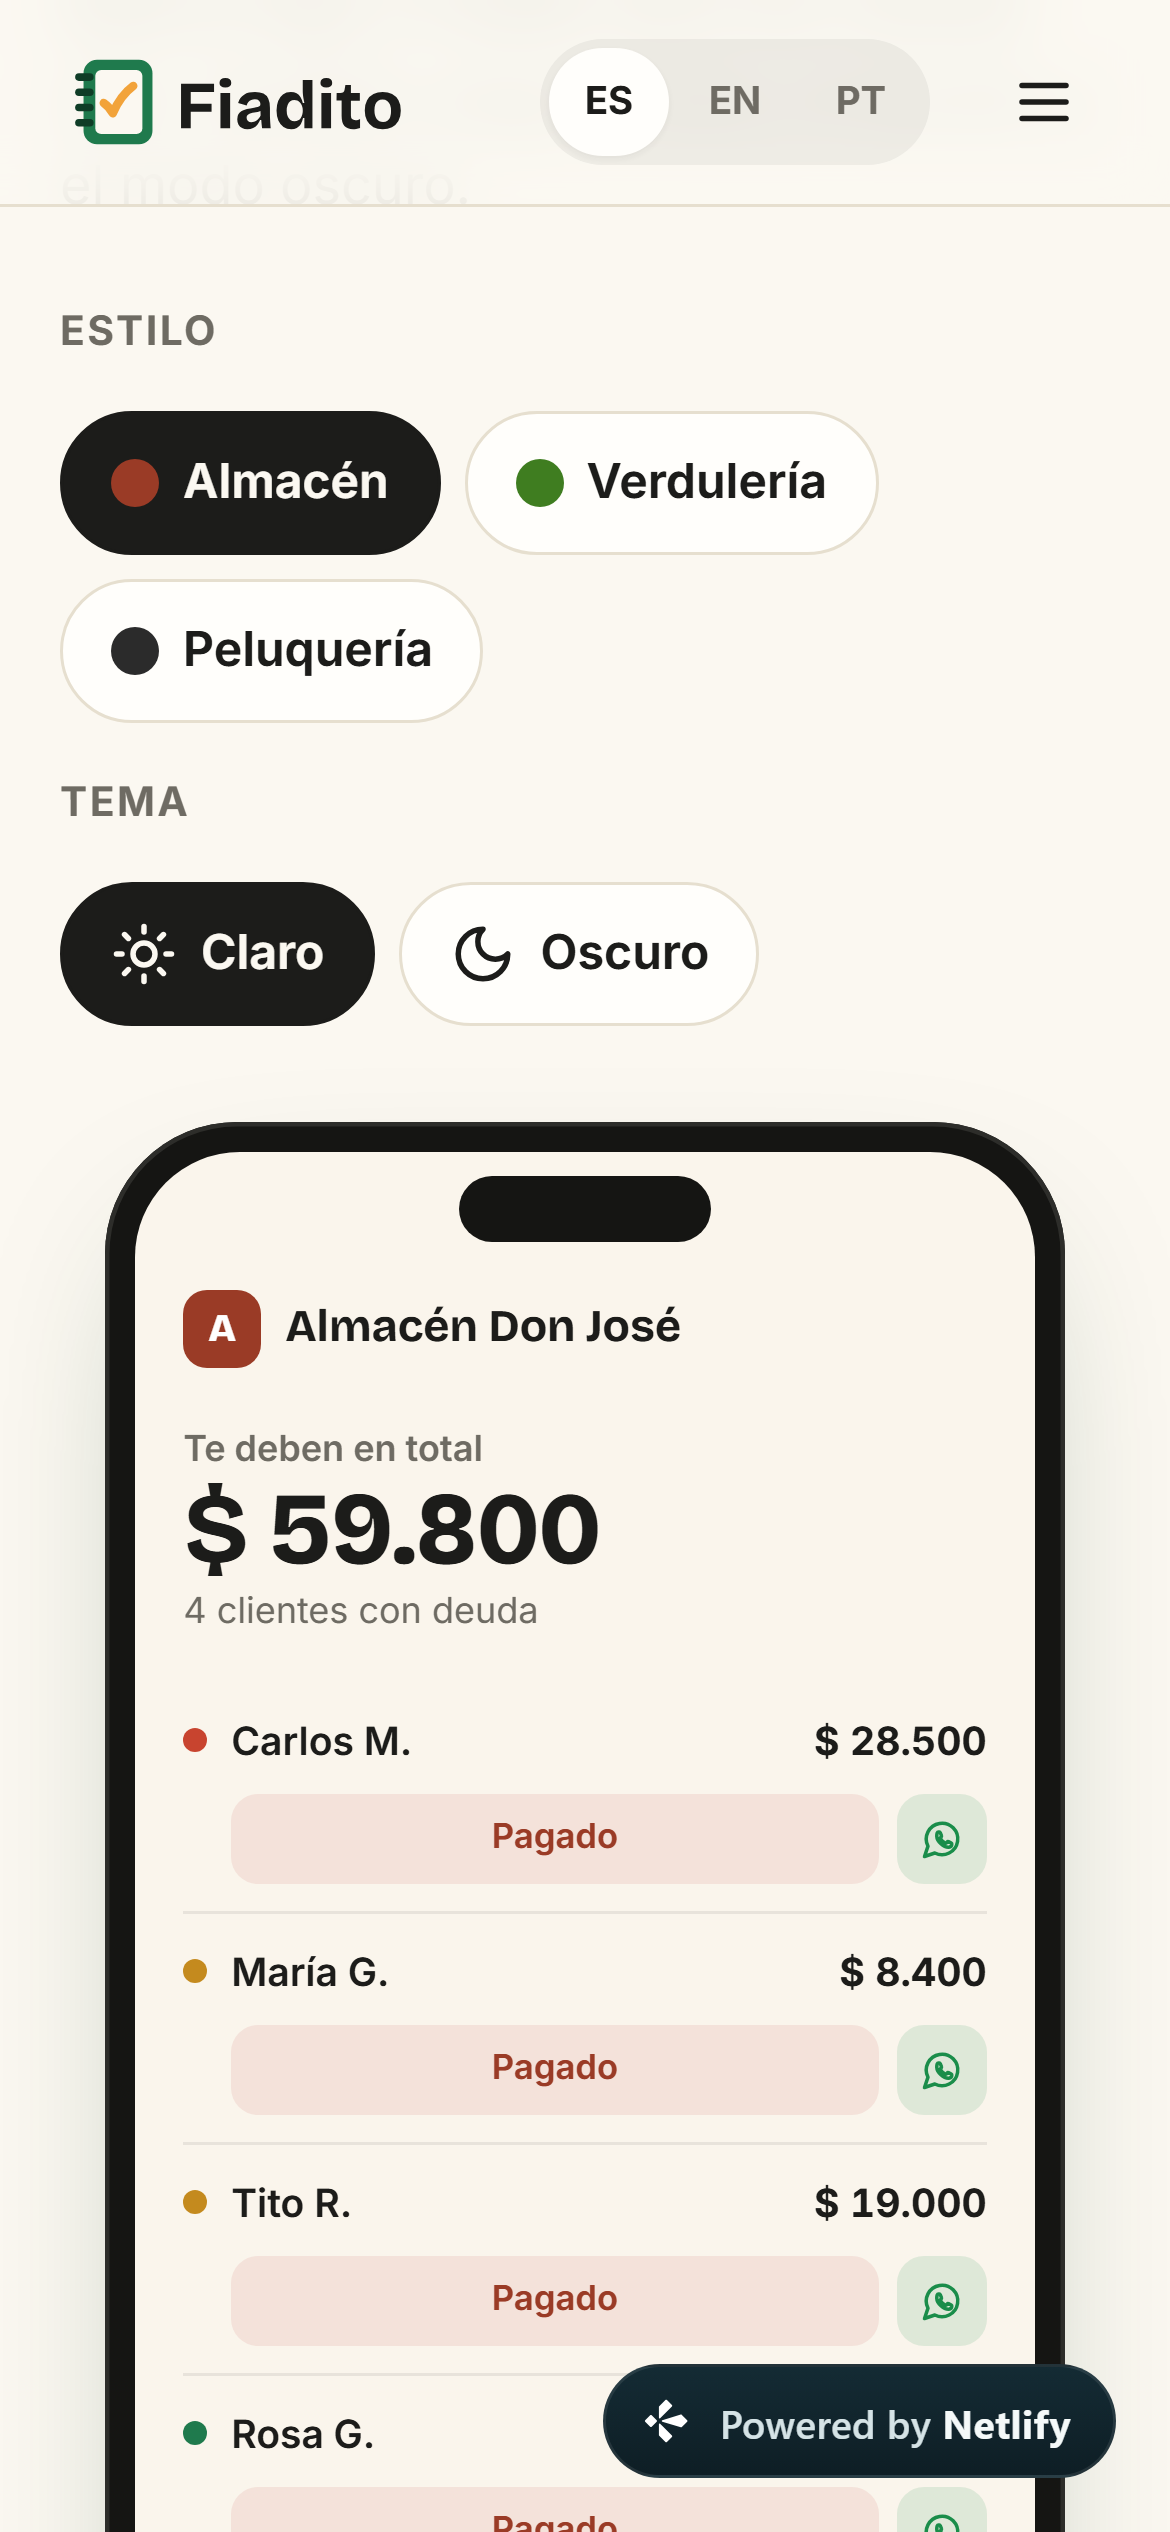 Fiadito
ES EN PT
el modo oscuro.
ESTILO
Almacén Verdulería
Peluquería
TEMA
Claro Oscuro
A Almacén Don José
Te deben en total
$ 59.800
4 clientes con deuda
Carlos M. $ 28.500
Pagado
María G. $ 8.400
Pagado
Tito R. $ 19.000
Pagado
Rosa G.
Powered by Netlify
Pagado